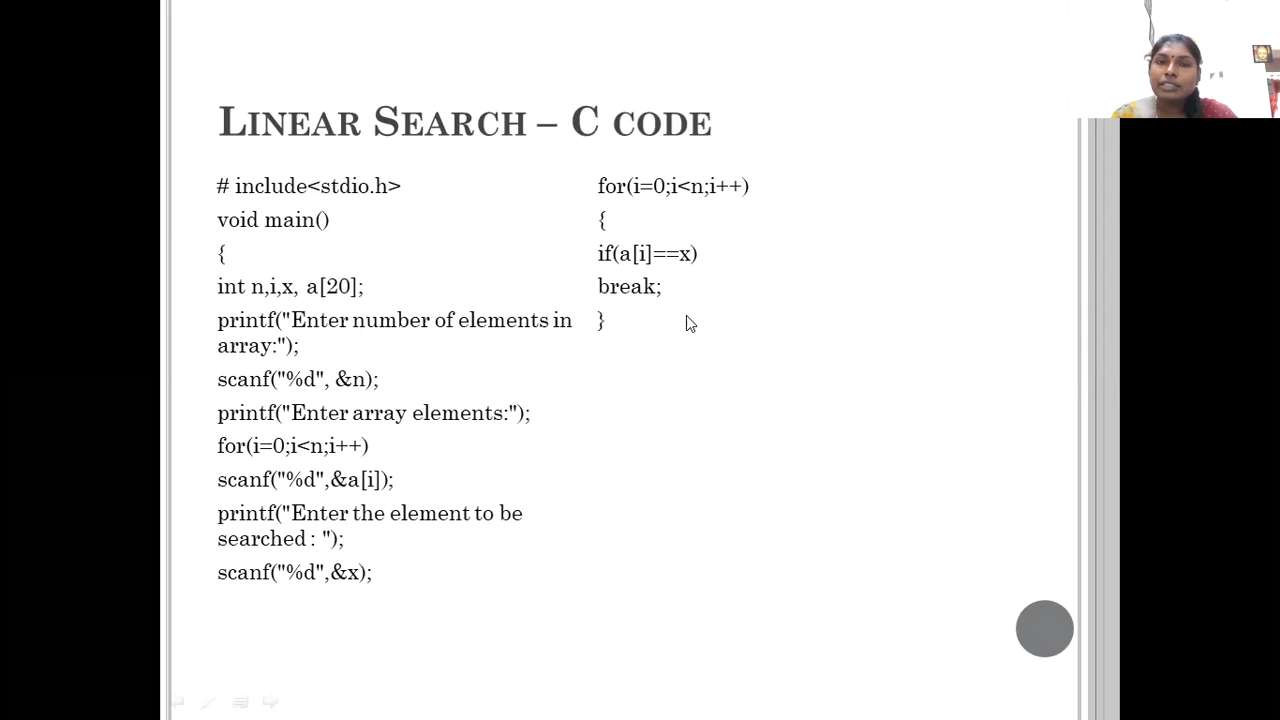 LINEAR SEARCH – C CODE
# include<stdio.h>
void main()
{
int n,i,x, a[20];
printf("Enter number of elements in
array:");
scanf("%d", &n);
printf("Enter array elements:");
for(i=0;i<n;i++)
scanf("%d",&a[i]);
printf("Enter the element to be
searched : ");
scanf("%d",&x);
for(i=0;i<n;i++)
{
if(a[i]==x)
break;
}